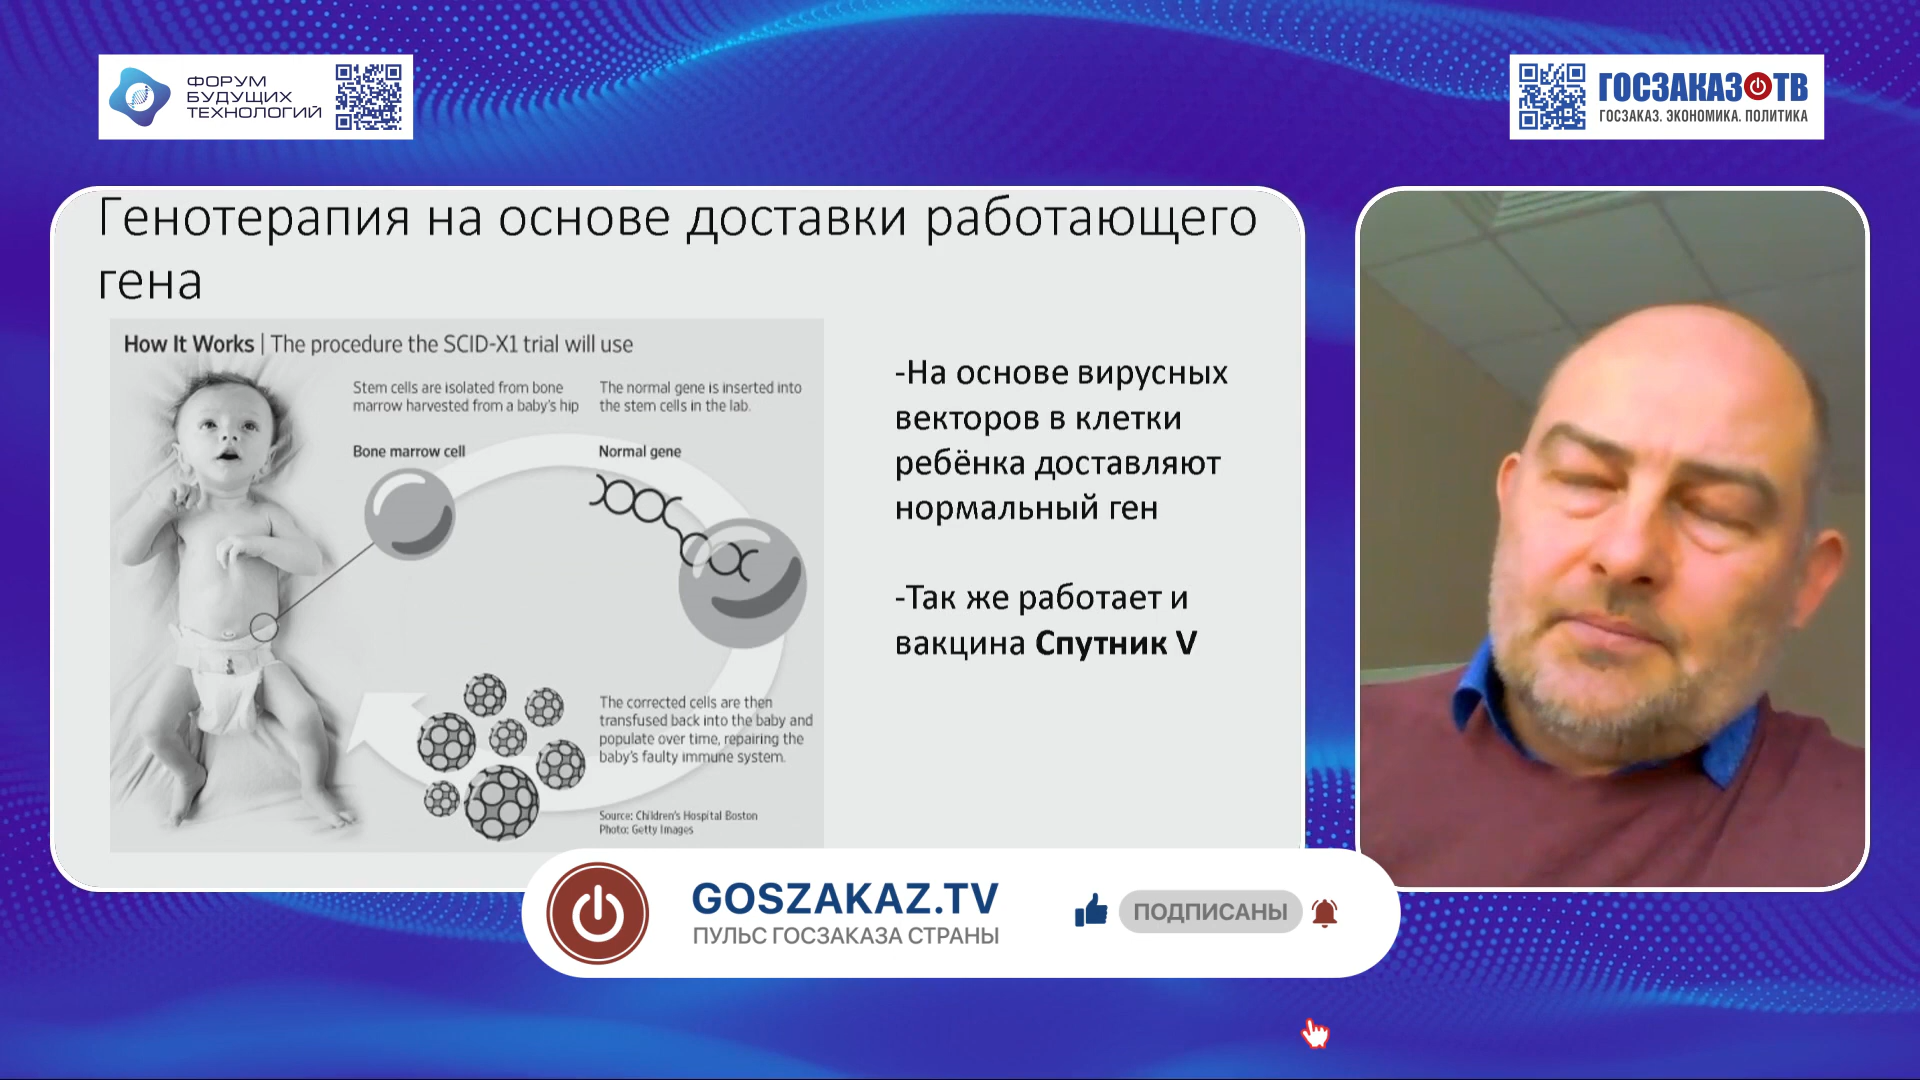 ФОРУМ
БУДУЩИХ
ТЕХНОЛОГИЙ
ГОСЗАКАЗ ТВ
ГОСЗАКАЗ. ЭКОНОМИКА. ПОЛИТИКА
Генотерапия на основе доставки работающего
гена
How It Works | The procedure the SCID-X1 trial will use
Stem cells are isolated from bone
marrow harvested from a baby's hip
The normal gene is inserted into
the stem cells in the lab.
Bone marrow cell
Normal gene
The corrected cells are then
transfused back into the baby and
populate over time, repairing the
baby's faulty immune system.
Source: Children's Hospital Boston
Photo: Getty Images
-На основе вирусных
векторов в клетки
ребёнка доставляют
нормальный ген
-Так же работает и
вакцина Спутник V
GOSZAKAZ.TV
ПУЛЬС ГОСЗАКАЗА СТРАНЫ
ПОДПИСАНЫ